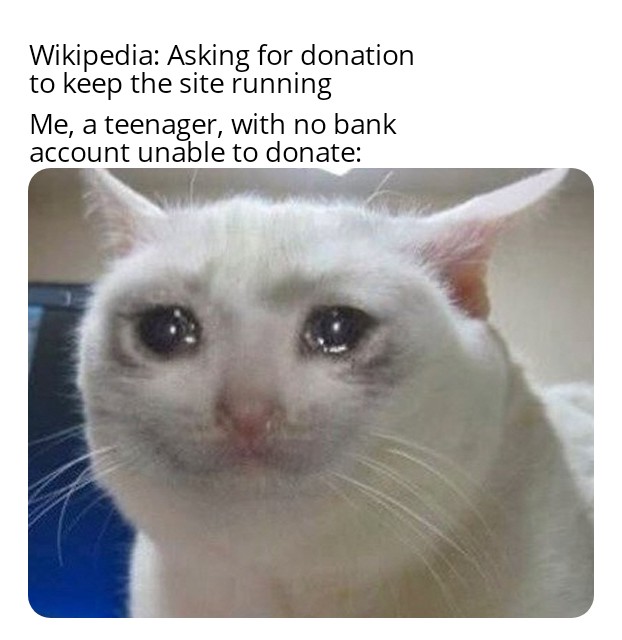 Wikipedia: Asking for donation
to keep the site running
Me, a teenager, with no bank
account unable to donate: